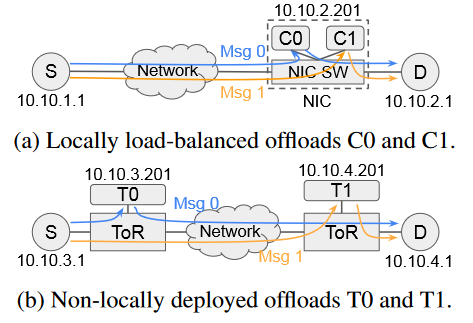 10.10.2.201
C0 C1
Msg 0
S Network NIC SW D
Msg 1
NIC
10.10.1.1 10.10.2.1
(a) Locally load-balanced offloads C0 and C1.
10.10.3.201 10.10.4.201
T0 Msg 0 T1
S ToR Network ToR D
Msg 1
10.10.3.1 10.10.4.1
(b) Non-locally deployed offloads T0 and T1.